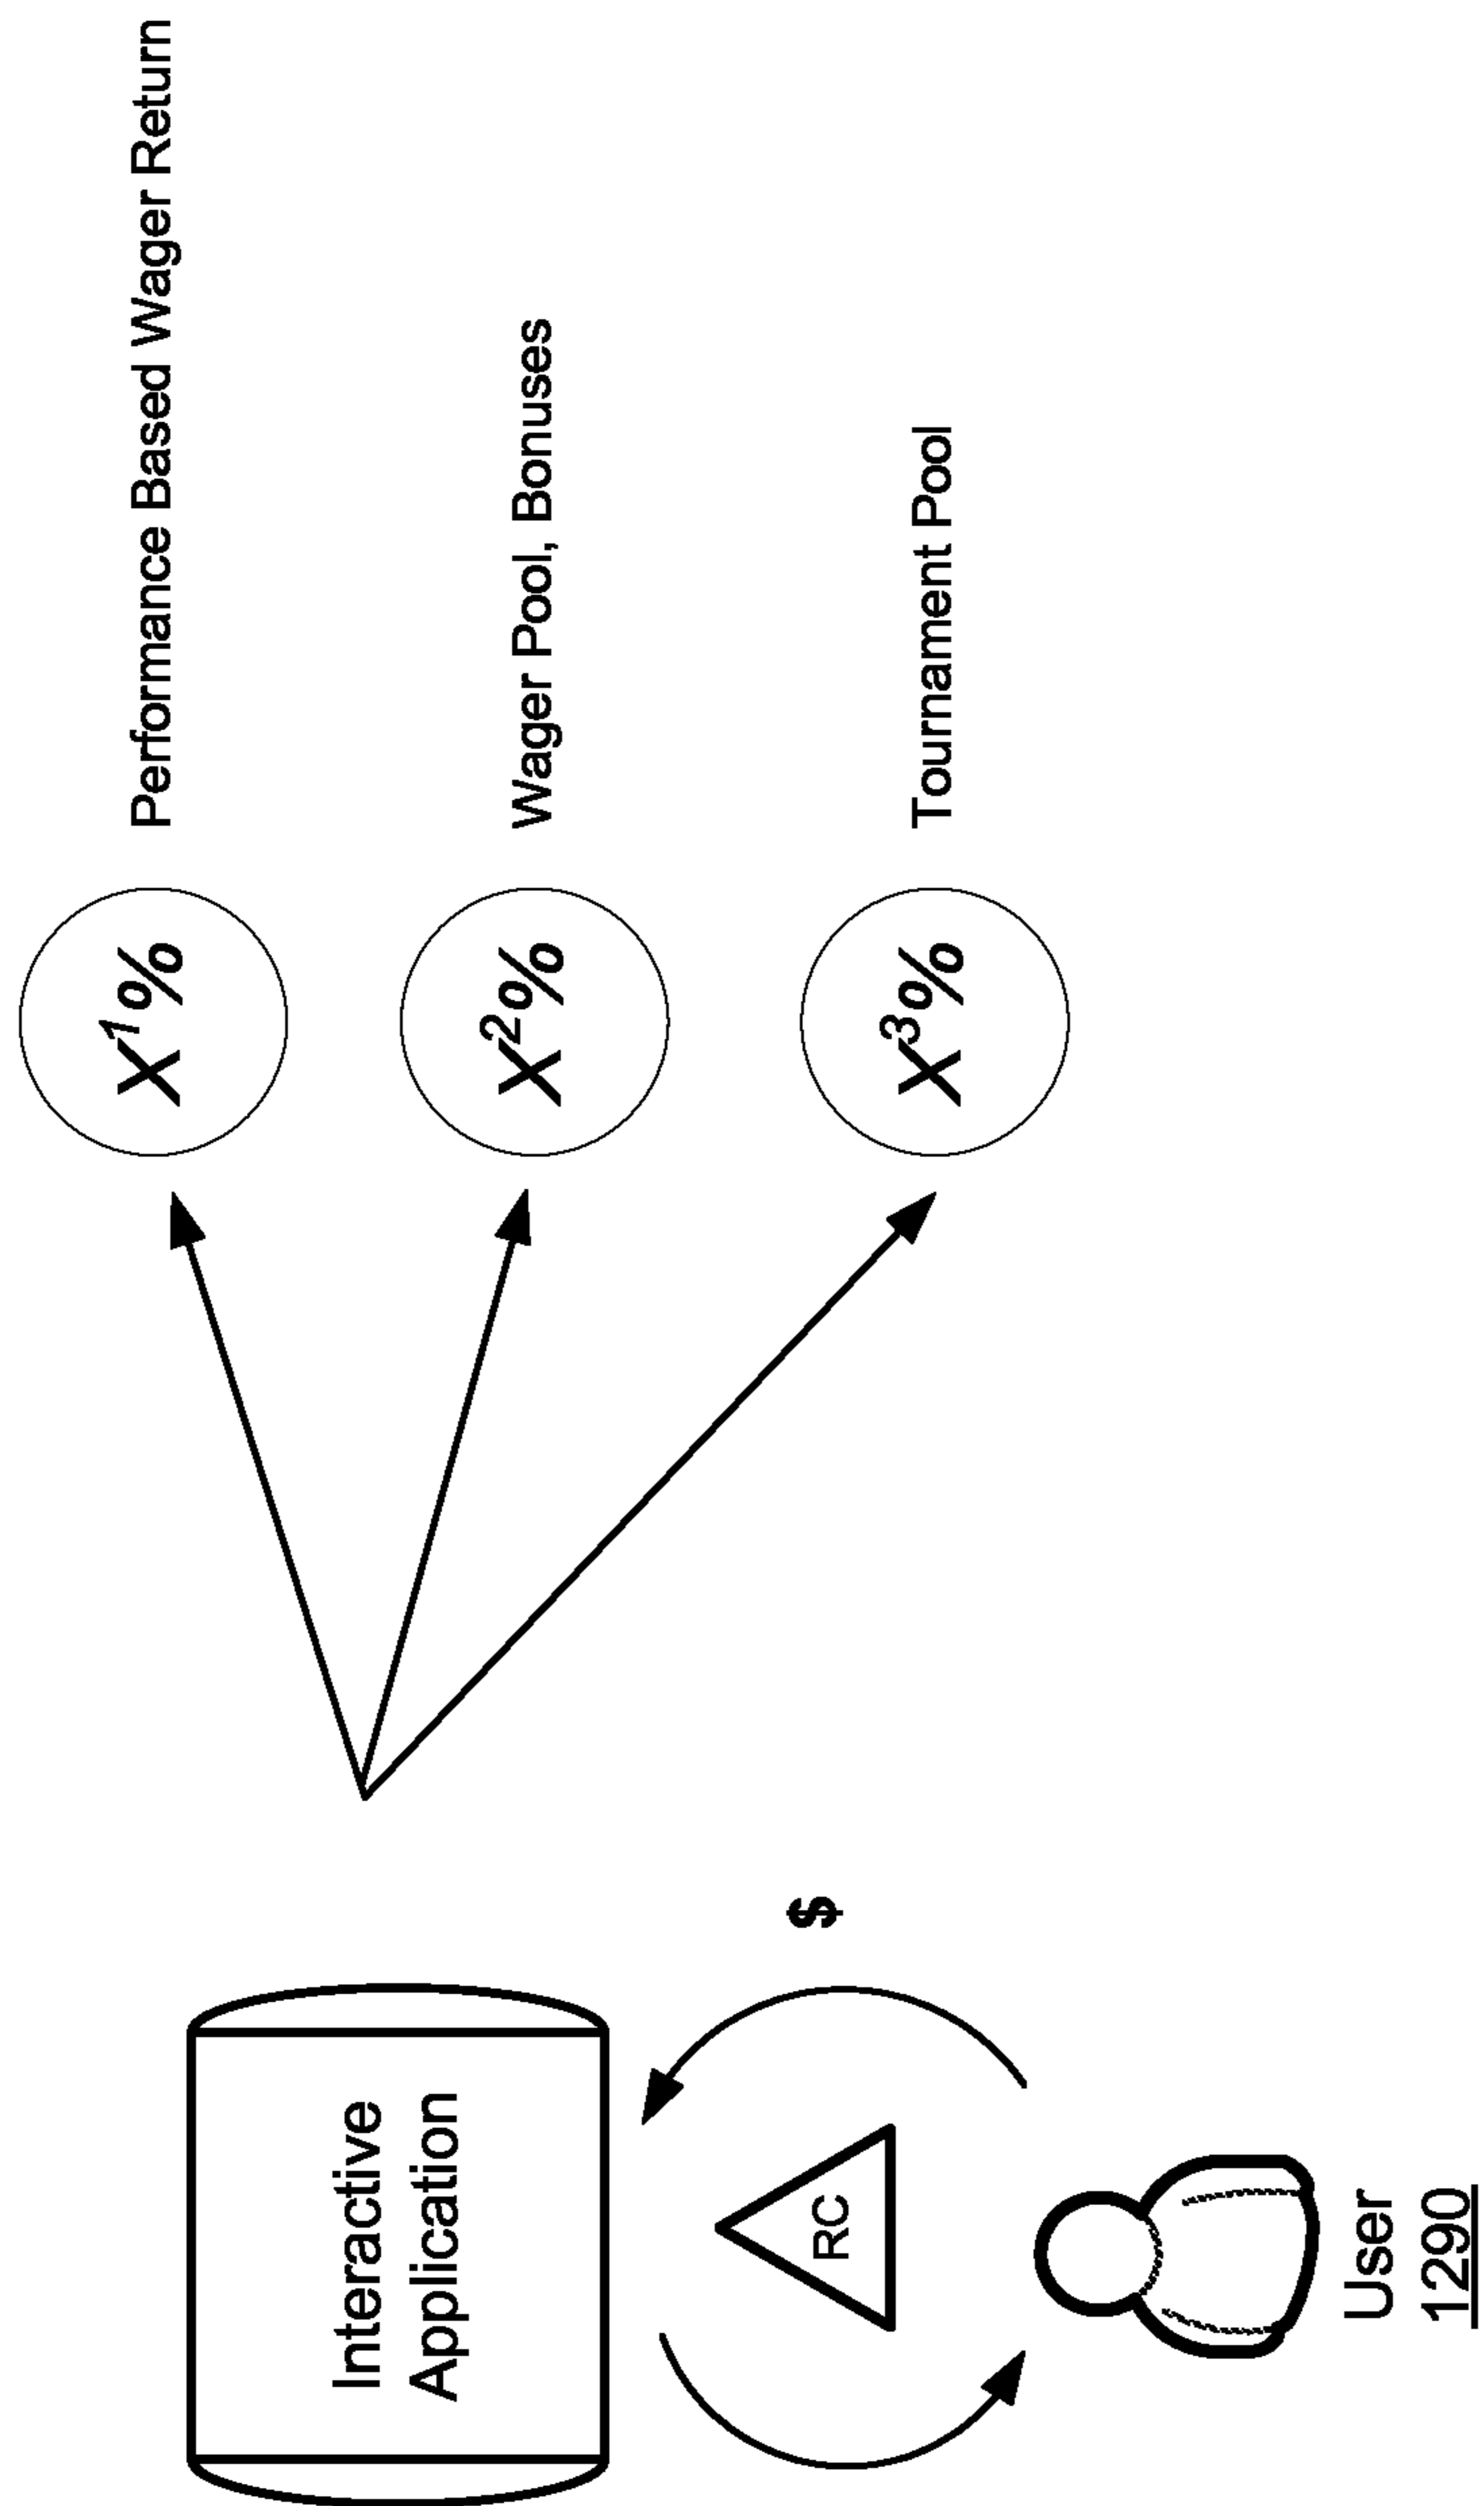 Interactive
Application
RC
$
User
1290
X¹%
Performance Based Wager Return
X²%
Wager Pool, Bonuses
X³%
Tournament Pool